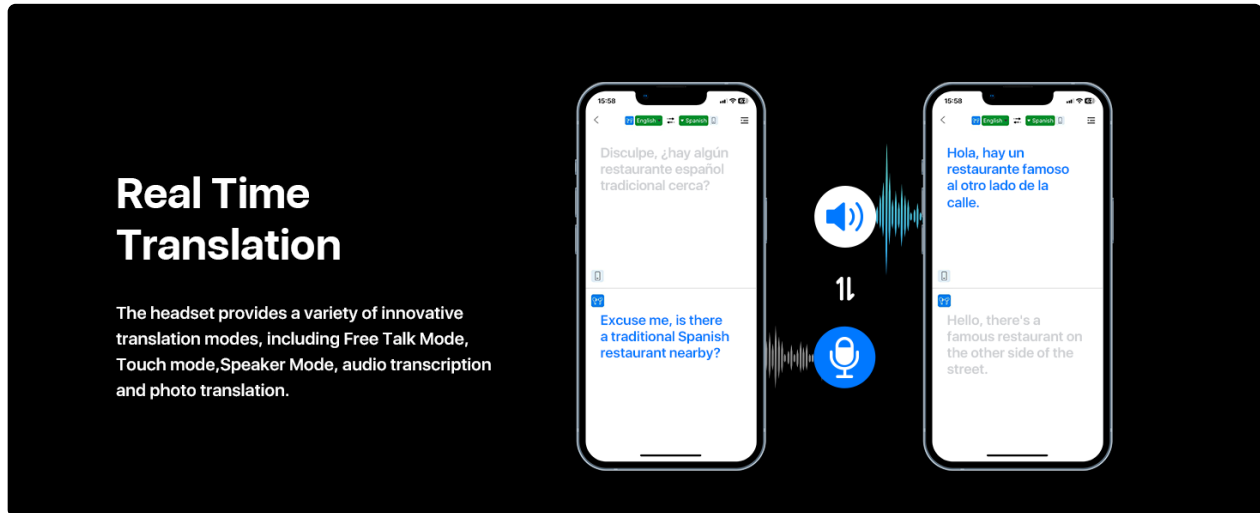 Real Time
Translation
The headset provides a variety of innovative
translation modes, including Free Talk Mode,
Touch mode,Speaker Mode, audio transcription
and photo translation.
15:58
English
Spanish
Disculpe, ¿hay algún
restaurante español
tradicional cerca?
Excuse me, is there
a traditional Spanish
restaurant nearby?
15:58
English
Spanish
Hola, hay un
restaurante famoso
al otro lado de la
calle.
Hello, there's a
famous restaurant on
the other side of the
street.